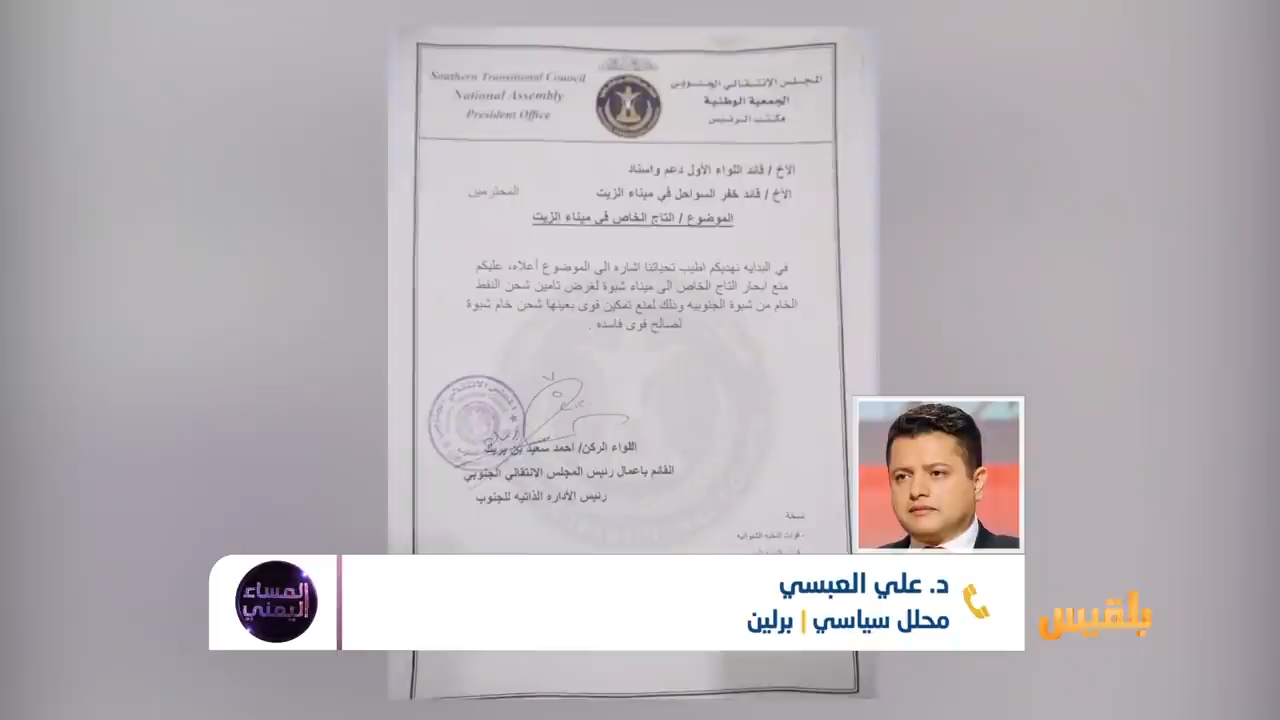 Southern Transitional Council
National Assembly
President Office
المجلس الانتقالي الجنوبي
الجمعية الوطنية
مكتب الرئيس
الأخ / قائد اللواء الأول دعم واسناد
الأخ / قائد خفر السواحل في ميناء الزيت المحترمين
الموضوع / التاج الخاص في ميناء الزيت
في البدايه نهديكم اطيب تحياتنا اشاره الى الموضوع أعلاه، عليكم
منع ابحار التاج الخاص الى ميناء شبوة لغرض تامين شحن النفط
الخام من شبوة الجنوبيه وذلك لمنع تمكين قوى بعينها شحن خام شبوة
لصالح قوى فاسده .
اللواء الركن/ احمد سعيد بن بريك
القائم باعمال رئيس المجلس الانتقالي الجنوبي
رئيس الأداره الذاتيه للجنوب
نسخة
- قوات النخبه الشبوانيه
د. علي العبسي
محلل سياسي | برلين
المساء
اليمني
بلقيس